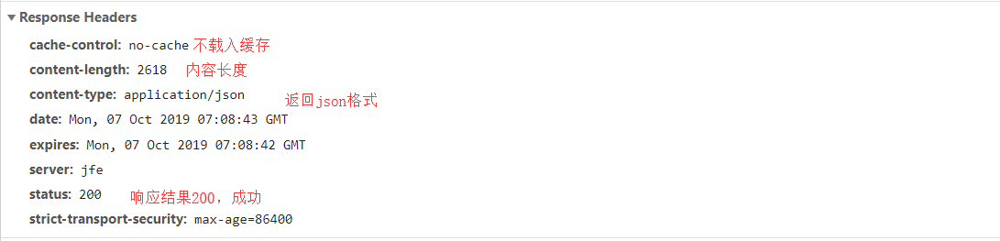 Response Headers
cache-control: no-cache 不载入缓存
content-length: 2618 内容长度
content-type: application/json 返回json格式
date: Mon, 07 Oct 2019 07:08:43 GMT
expires: Mon, 07 Oct 2019 07:08:42 GMT
server: jfe
status: 200 响应结果200，成功
strict-transport-security: max-age=86400